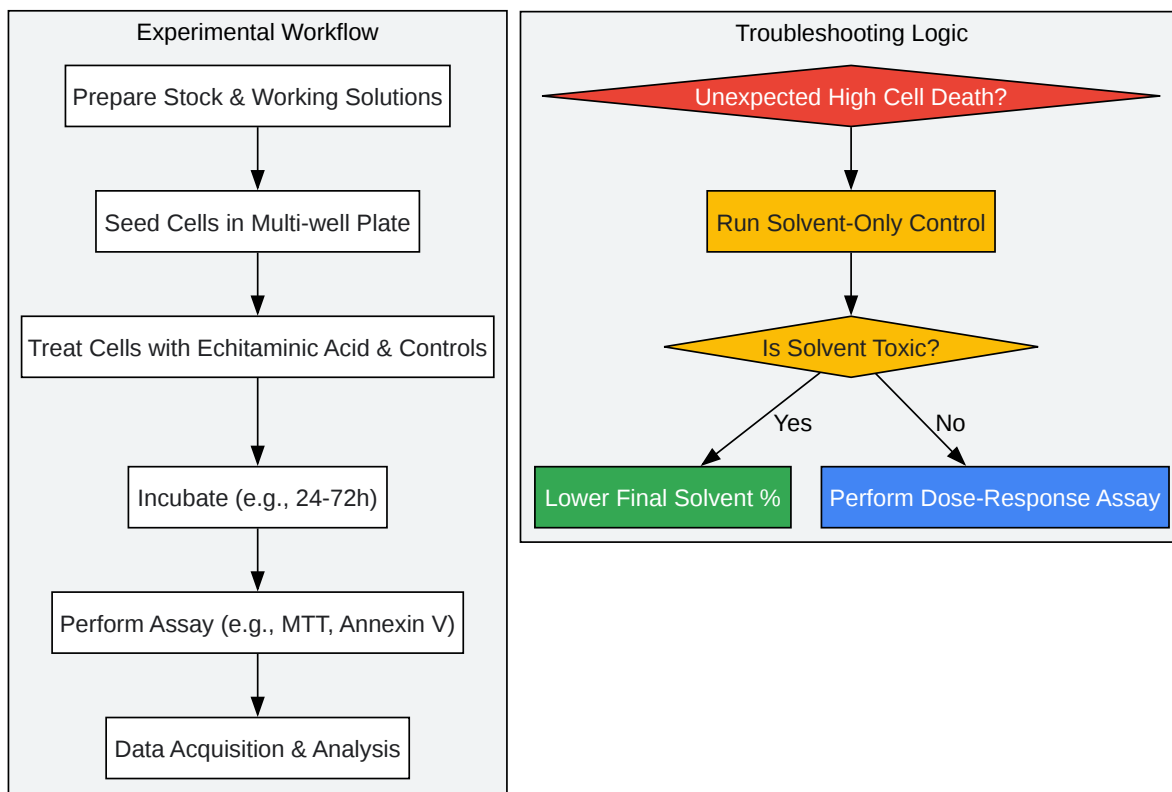 Experimental Workflow
Prepare Stock & Working Solutions
Seed Cells in Multi-well Plate
Treat Cells with Echitaminic Acid & Controls
Incubate (e.g., 24-72h)
Perform Assay (e.g., MTT, Annexin V)
Data Acquisition & Analysis
Troubleshooting Logic
Unexpected High Cell Death?
Run Solvent-Only Control
Is Solvent Toxic?
Yes
No
Lower Final Solvent %
Perform Dose-Response Assay